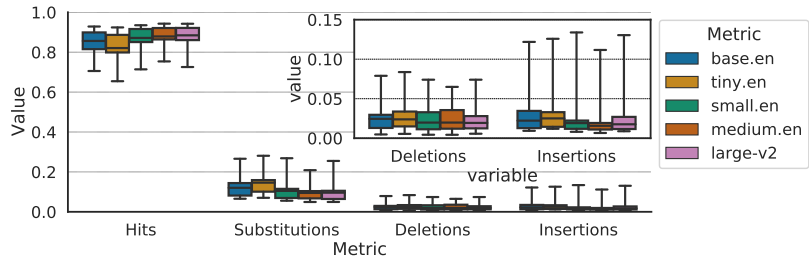 1.0
0.8
0.6
0.4
0.2
0.0
Value
Hits
Substitutions
Deletions
Insertions
Metric
0.15
0.10
0.05
0.00
value
Deletions
Insertions
variable
Metric
base.en
tiny.en
small.en
medium.en
large-v2